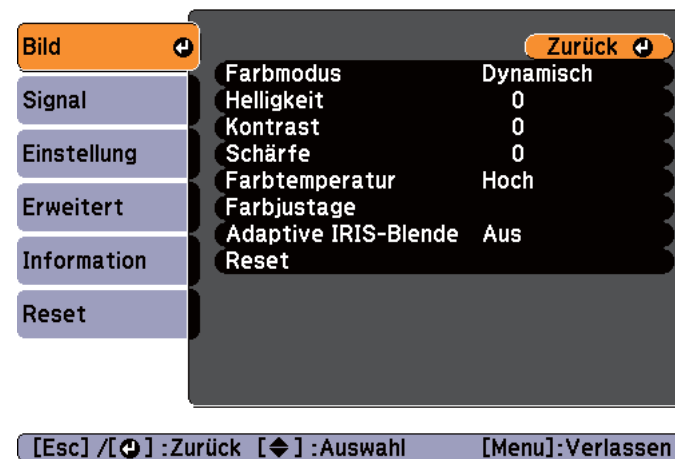 Bild
Signal
Einstellung
Erweitert
Information
Reset
Zurück
Farbmodus Dynamisch
Helligkeit 0
Kontrast 0
Schärfe 0
Farbtemperatur Hoch
Farbjustage
Adaptive IRIS-Blende Aus
Reset
[Esc] /[⏎] :Zurück [◆] :Auswahl [Menu]:Verlassen